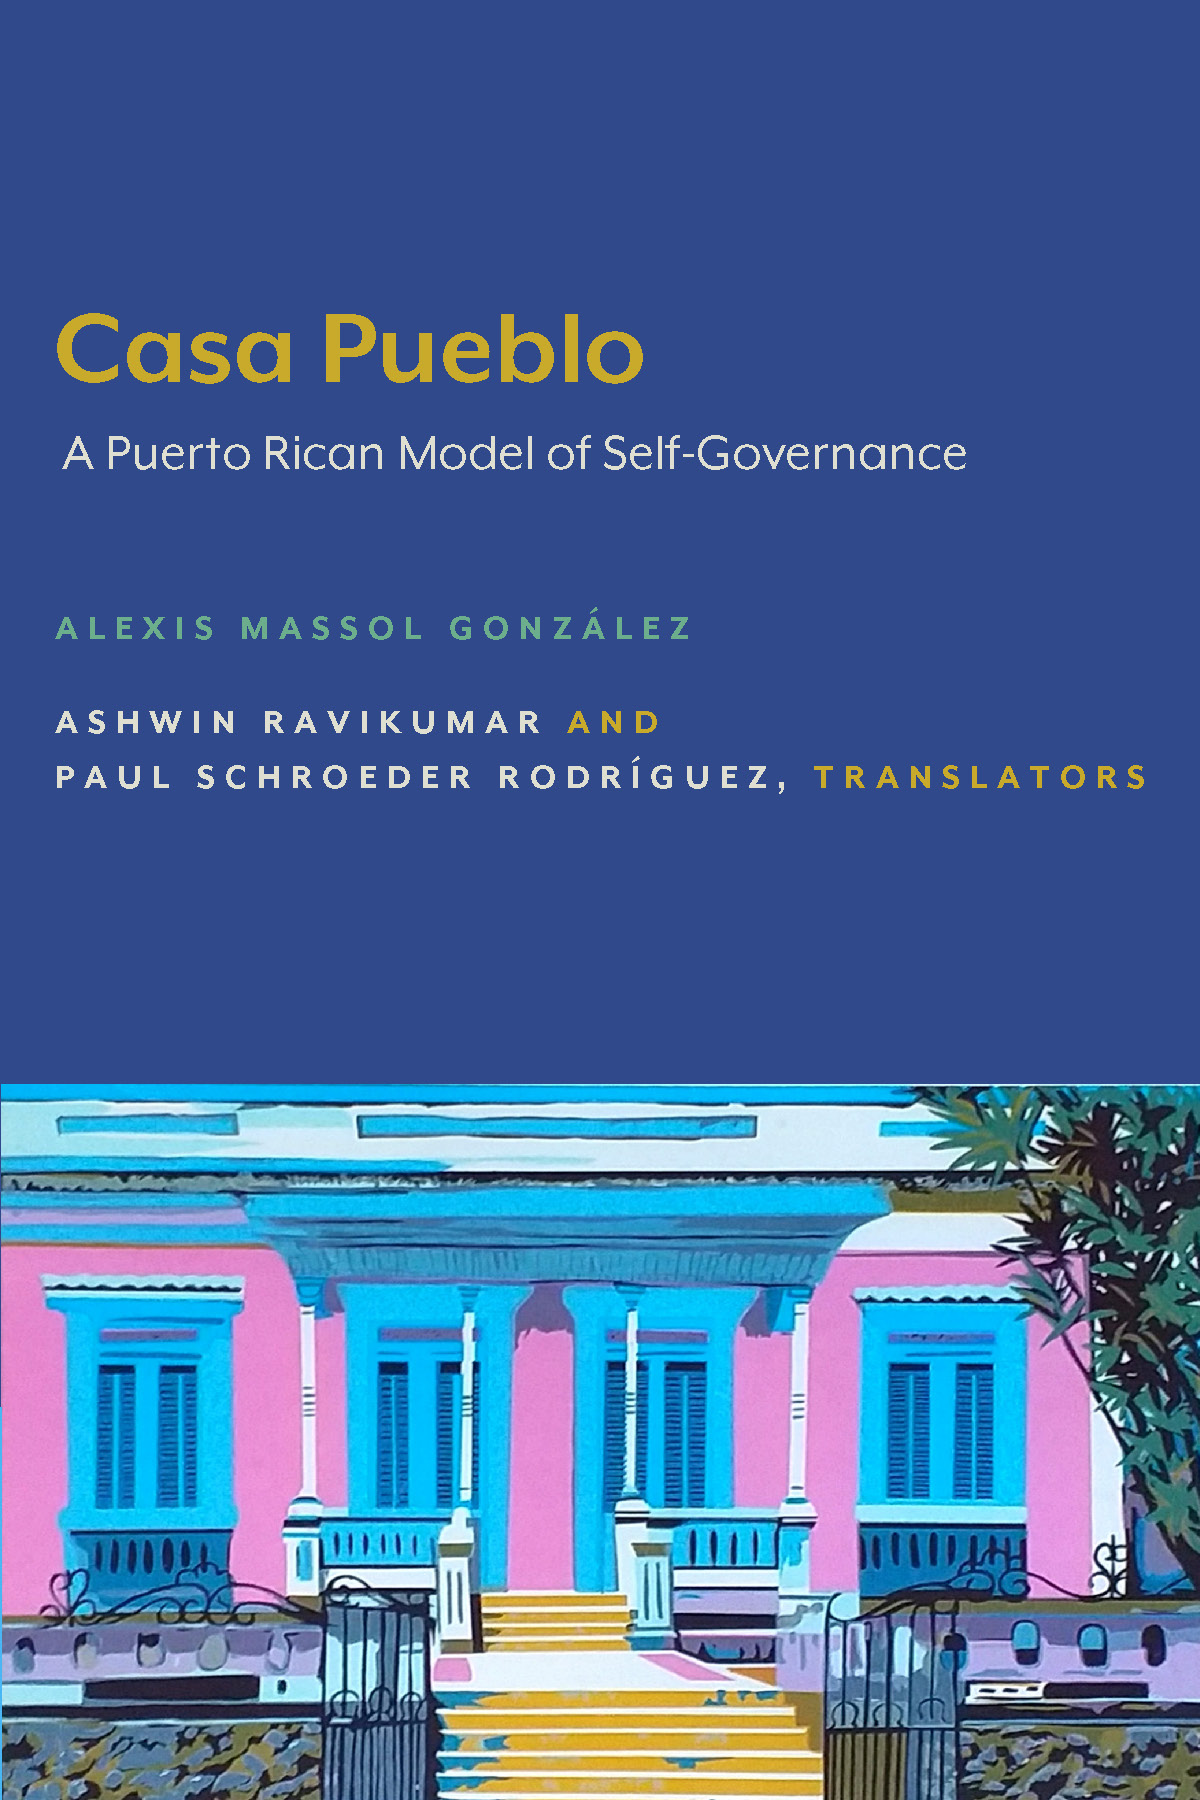 Casa Pueblo
A Puerto Rican Model of Self-Governance
ALEXIS MASSOL GONZÁLEZ
ASHWIN RAVIKUMAR AND
PAUL SCHROEDER RODRÍGUEZ, TRANSLATORS